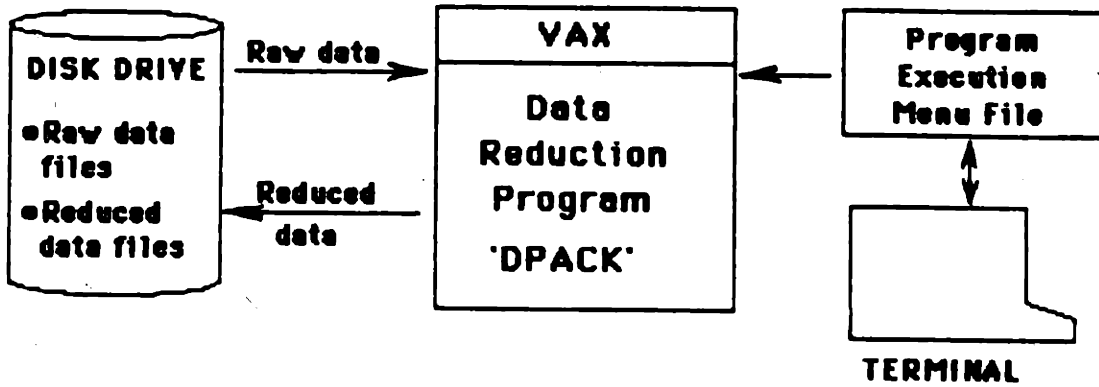 DISK DRIVE
•Raw data
files
•Reduced
data files
Raw data
Reduced
data
VAX
Data
Reduction
Program
'DPACK'
Program
Execution
Menu File
TERMINAL